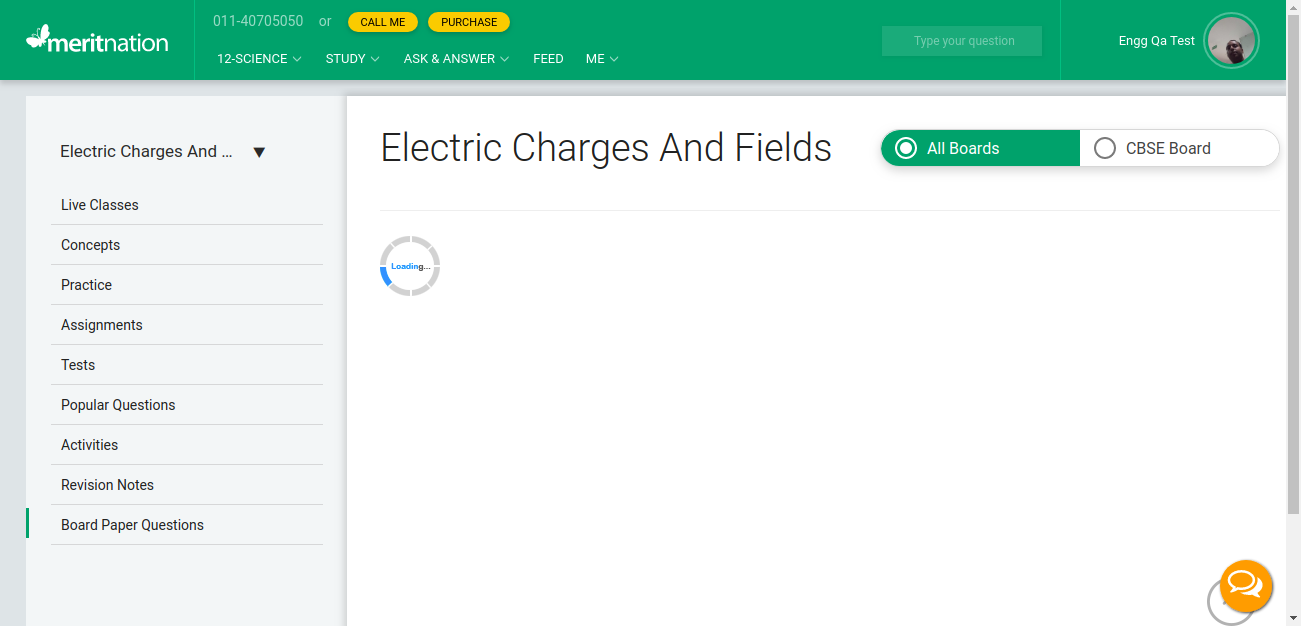 meritnation
011-40705050 or CALL ME PURCHASE
12-SCIENCE STUDY ASK & ANSWER FEED ME
Type your question
Engg Qa Test
Electric Charges And ...
Live Classes
Concepts
Practice
Assignments
Tests
Popular Questions
Activities
Revision Notes
Board Paper Questions
Electric Charges And Fields
All Boards
CBSE Board
Loading...